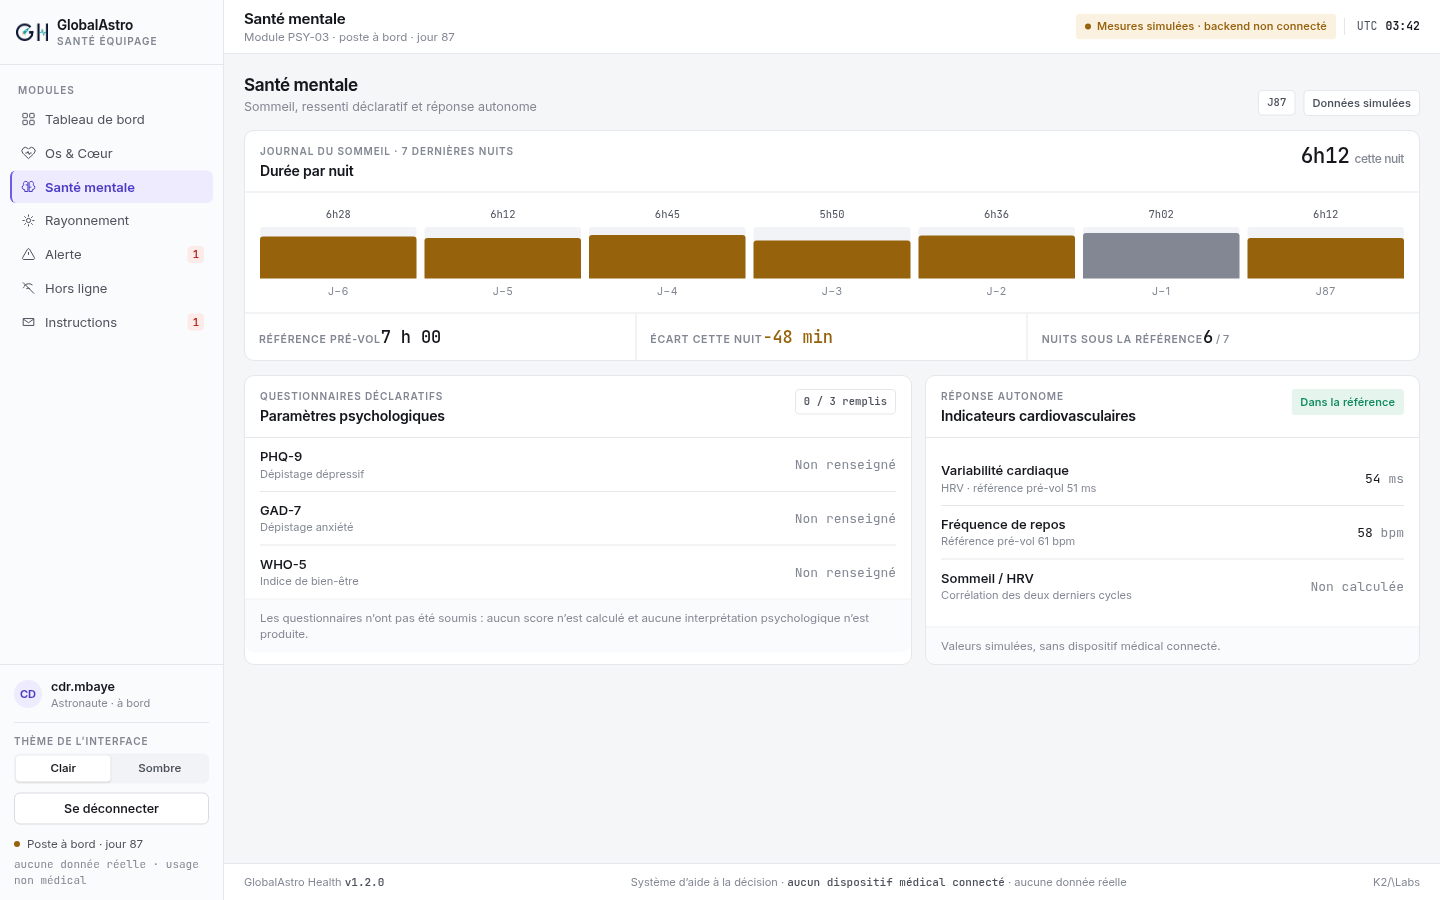 GH
GlobalAstro
SANTÉ ÉQUIPAGE
MODULES
Tableau de bord
Os & Cœur
Santé mentale
Rayonnement
Alerte 1
Hors ligne
Instructions 1
CD
cdr.mbaye
Astronaute · à bord
THÈME DE L’INTERFACE
Clair Sombre
Se déconnecter
Poste à bord · jour 87
aucune donnée réelle · usage
non médical
Santé mentale
Module PSY-03 · poste à bord · jour 87
Mesures simulées · backend non connecté
UTC 03:42
Santé mentale
Sommeil, ressenti déclaratif et réponse autonome
J87 Données simulées
JOURNAL DU SOMMEIL · 7 DERNIÈRES NUITS
Durée par nuit
6h12 cette nuit
6h28 6h12 6h45 5h50 6h36 7h02 6h12
J−6 J−5 J−4 J−3 J−2 J−1 J87
RÉFÉRENCE PRÉ-VOL 7 h 00
ÉCART CETTE NUIT -48 min
NUITS SOUS LA RÉFÉRENCE 6 / 7
QUESTIONNAIRES DÉCLARATIFS
Paramètres psychologiques
0 / 3 remplis
PHQ-9
Dépistage dépressif
Non renseigné
GAD-7
Dépistage anxiété
Non renseigné
WHO-5
Indice de bien-être
Non renseigné
Les questionnaires n’ont pas été soumis : aucun score n’est calculé et aucune interprétation psychologique n’est
produite.
RÉPONSE AUTONOME
Indicateurs cardiovasculaires
Dans la référence
Variabilité cardiaque
HRV · référence pré-vol 51 ms
54 ms
Fréquence de repos
Référence pré-vol 61 bpm
58 bpm
Sommeil / HRV
Corrélation des deux derniers cycles
Non calculée
Valeurs simulées, sans dispositif médical connecté.
GlobalAstro Health v1.2.0
Système d’aide à la décision · aucun dispositif médical connecté · aucune donnée réelle
K2/\Labs